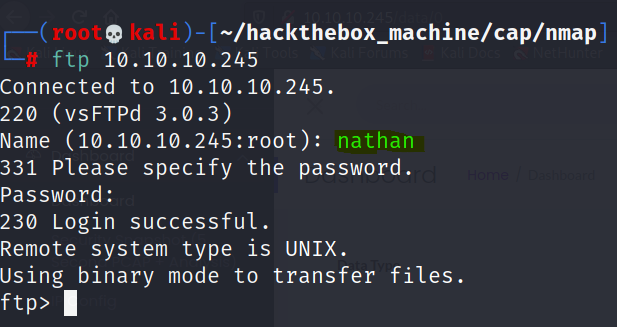 (root💀kali)-[~/hackthebox_machine/cap/nmap]
# ftp 10.10.10.245
Connected to 10.10.10.245.
220 (vsFTPd 3.0.3)
Name (10.10.10.245:root): nathan
331 Please specify the password.
Password:
230 Login successful.
Remote system type is UNIX.
Using binary mode to transfer files.
ftp>